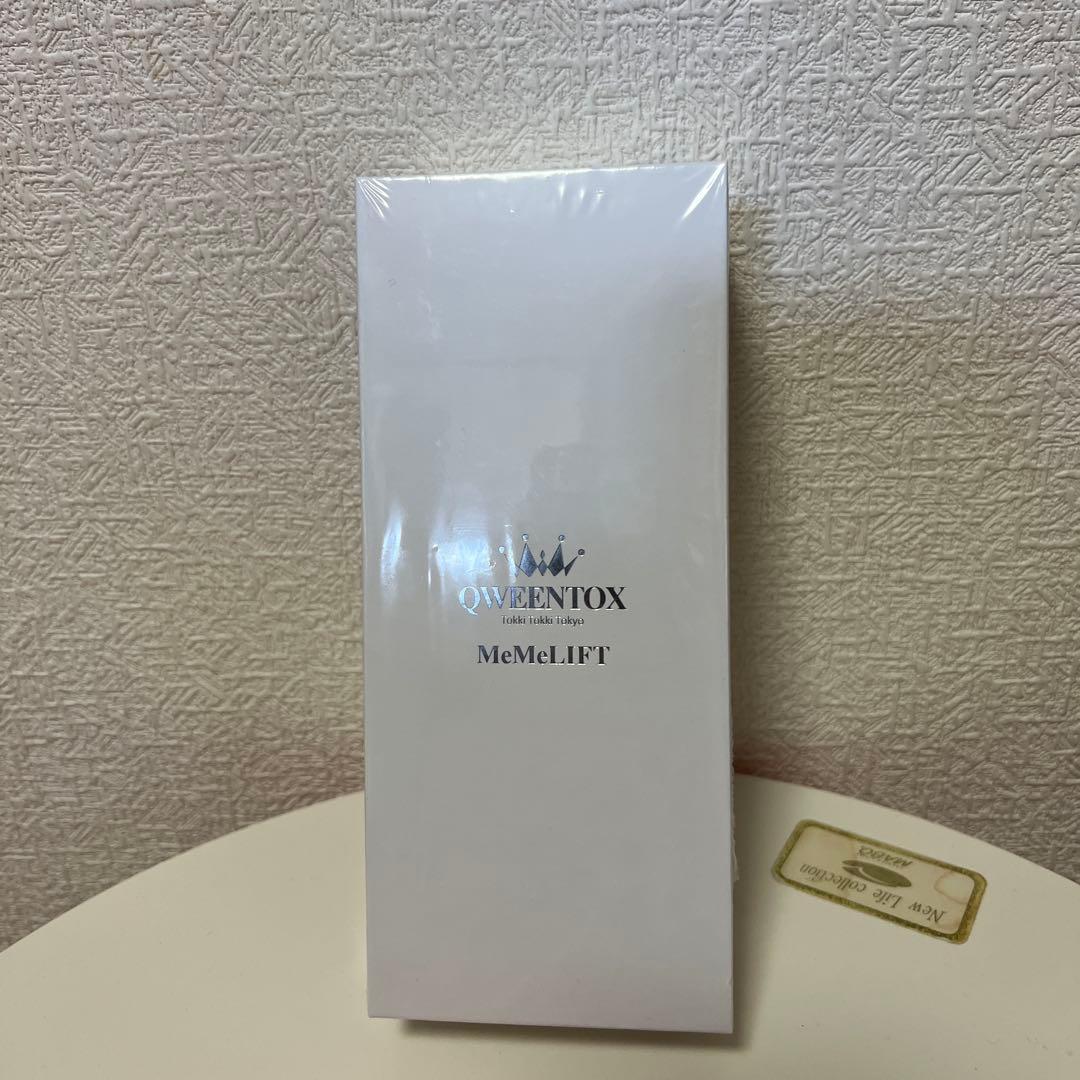 QWEENTOX
Tokki Tokki Tokyo
MeMeLIFT
New Life collection